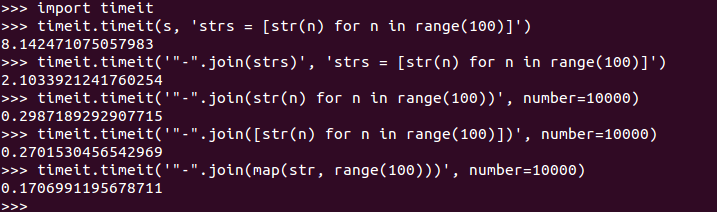 >>> import timeit
>>> timeit.timeit(s, 'strs = [str(n) for n in range(100)]')
8.142471075057983
>>> timeit.timeit('"-".join(strs)', 'strs = [str(n) for n in range(100)]')
2.1033921241760254
>>> timeit.timeit('"-".join(str(n) for n in range(100))', number=10000)
0.2987189292907715
>>> timeit.timeit('"-".join([str(n) for n in range(100)])', number=10000)
0.2701530456542969
>>> timeit.timeit('"-".join(map(str, range(100)))', number=10000)
0.1706991195678711
>>>